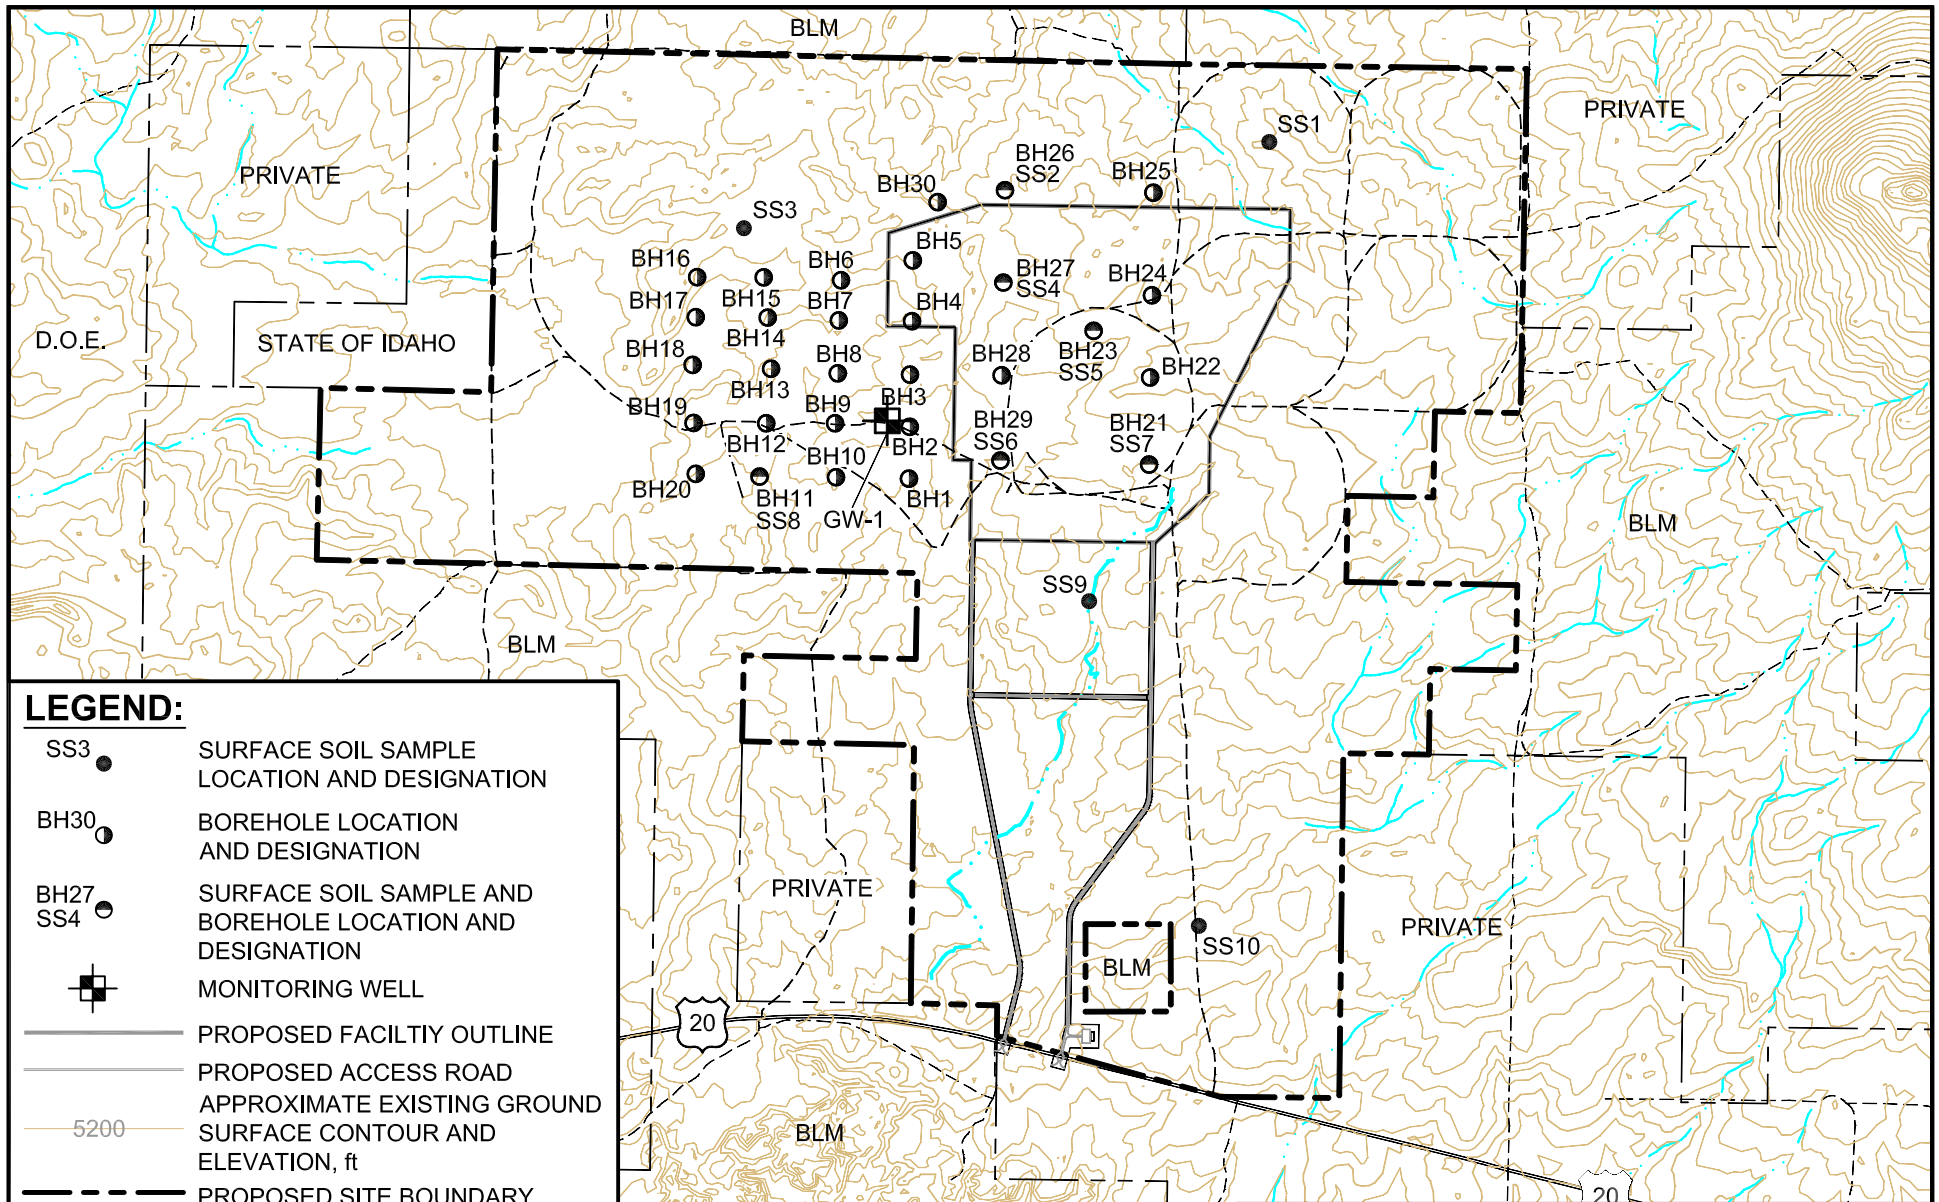 BLM
PRIVATE
SS1
BH26
SS2
BH25
PRIVATE
BH30
SS3
BH5
BH16
BH6
BH27
SS4
BH24
BH17
BH15
BH7
BH4
D.O.E.
STATE OF IDAHO
BH14
BH18
BH8
BH28
BH23
SS5
BH22
BH13
BH3
BH19
BH9
BH29
SS6
BH21
SS7
BH12
BH2
BH20
BH10
BH11
SS8
GW-1
BH1
BLM
SS9
BLM
LEGEND:
SS3
SURFACE SOIL SAMPLE
LOCATION AND DESIGNATION
BH30
BOREHOLE LOCATION
AND DESIGNATION
BH27
SS4
SURFACE SOIL SAMPLE AND
BOREHOLE LOCATION AND
DESIGNATION
MONITORING WELL
PROPOSED FACILTIY OUTLINE
PROPOSED ACCESS ROAD
5200
APPROXIMATE EXISTING GROUND
SURFACE CONTOUR AND
ELEVATION, ft
PROPOSED SITE BOUNDARY
PRIVATE
PRIVATE
SS10
BLM
20
BLM
20